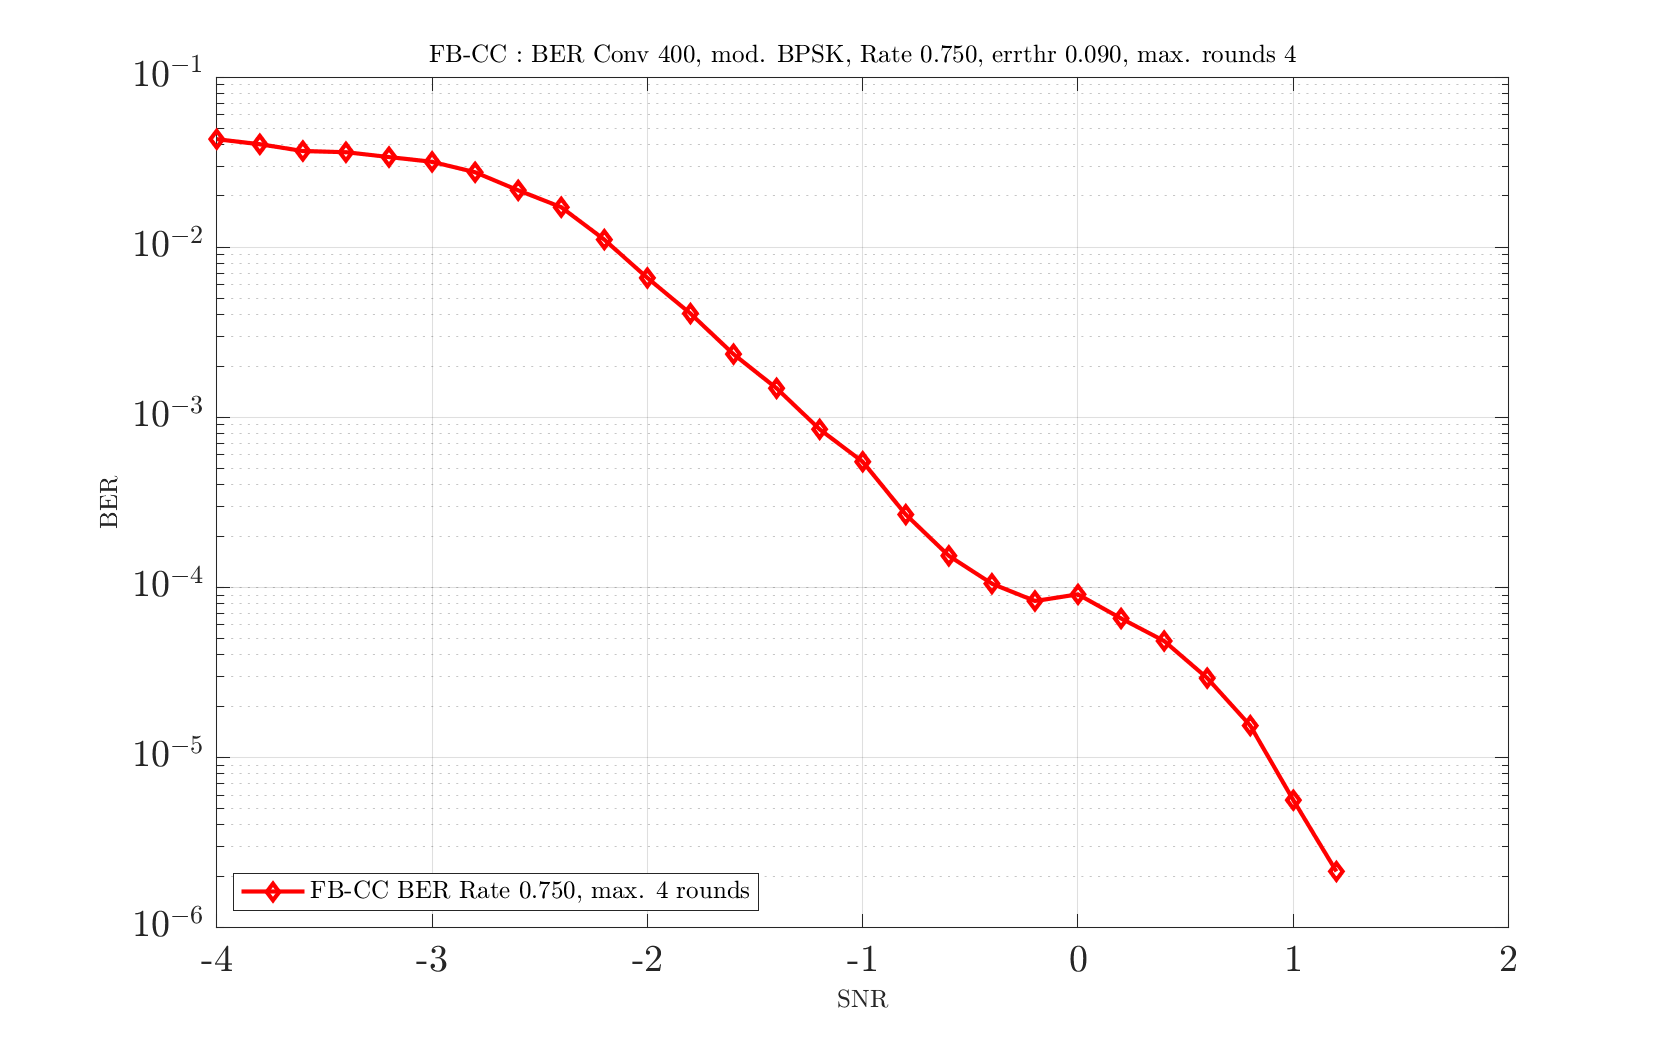 FB-CC : BER Conv 400, mod. BPSK, Rate 0.750, errthr 0.090, max. rounds 4
10⁻¹
10⁻²
10⁻³
10⁻⁴
10⁻⁵
10⁻⁶
BER
FB-CC BER Rate 0.750, max. 4 rounds
-4 -3 -2 -1 0 1 2
SNR